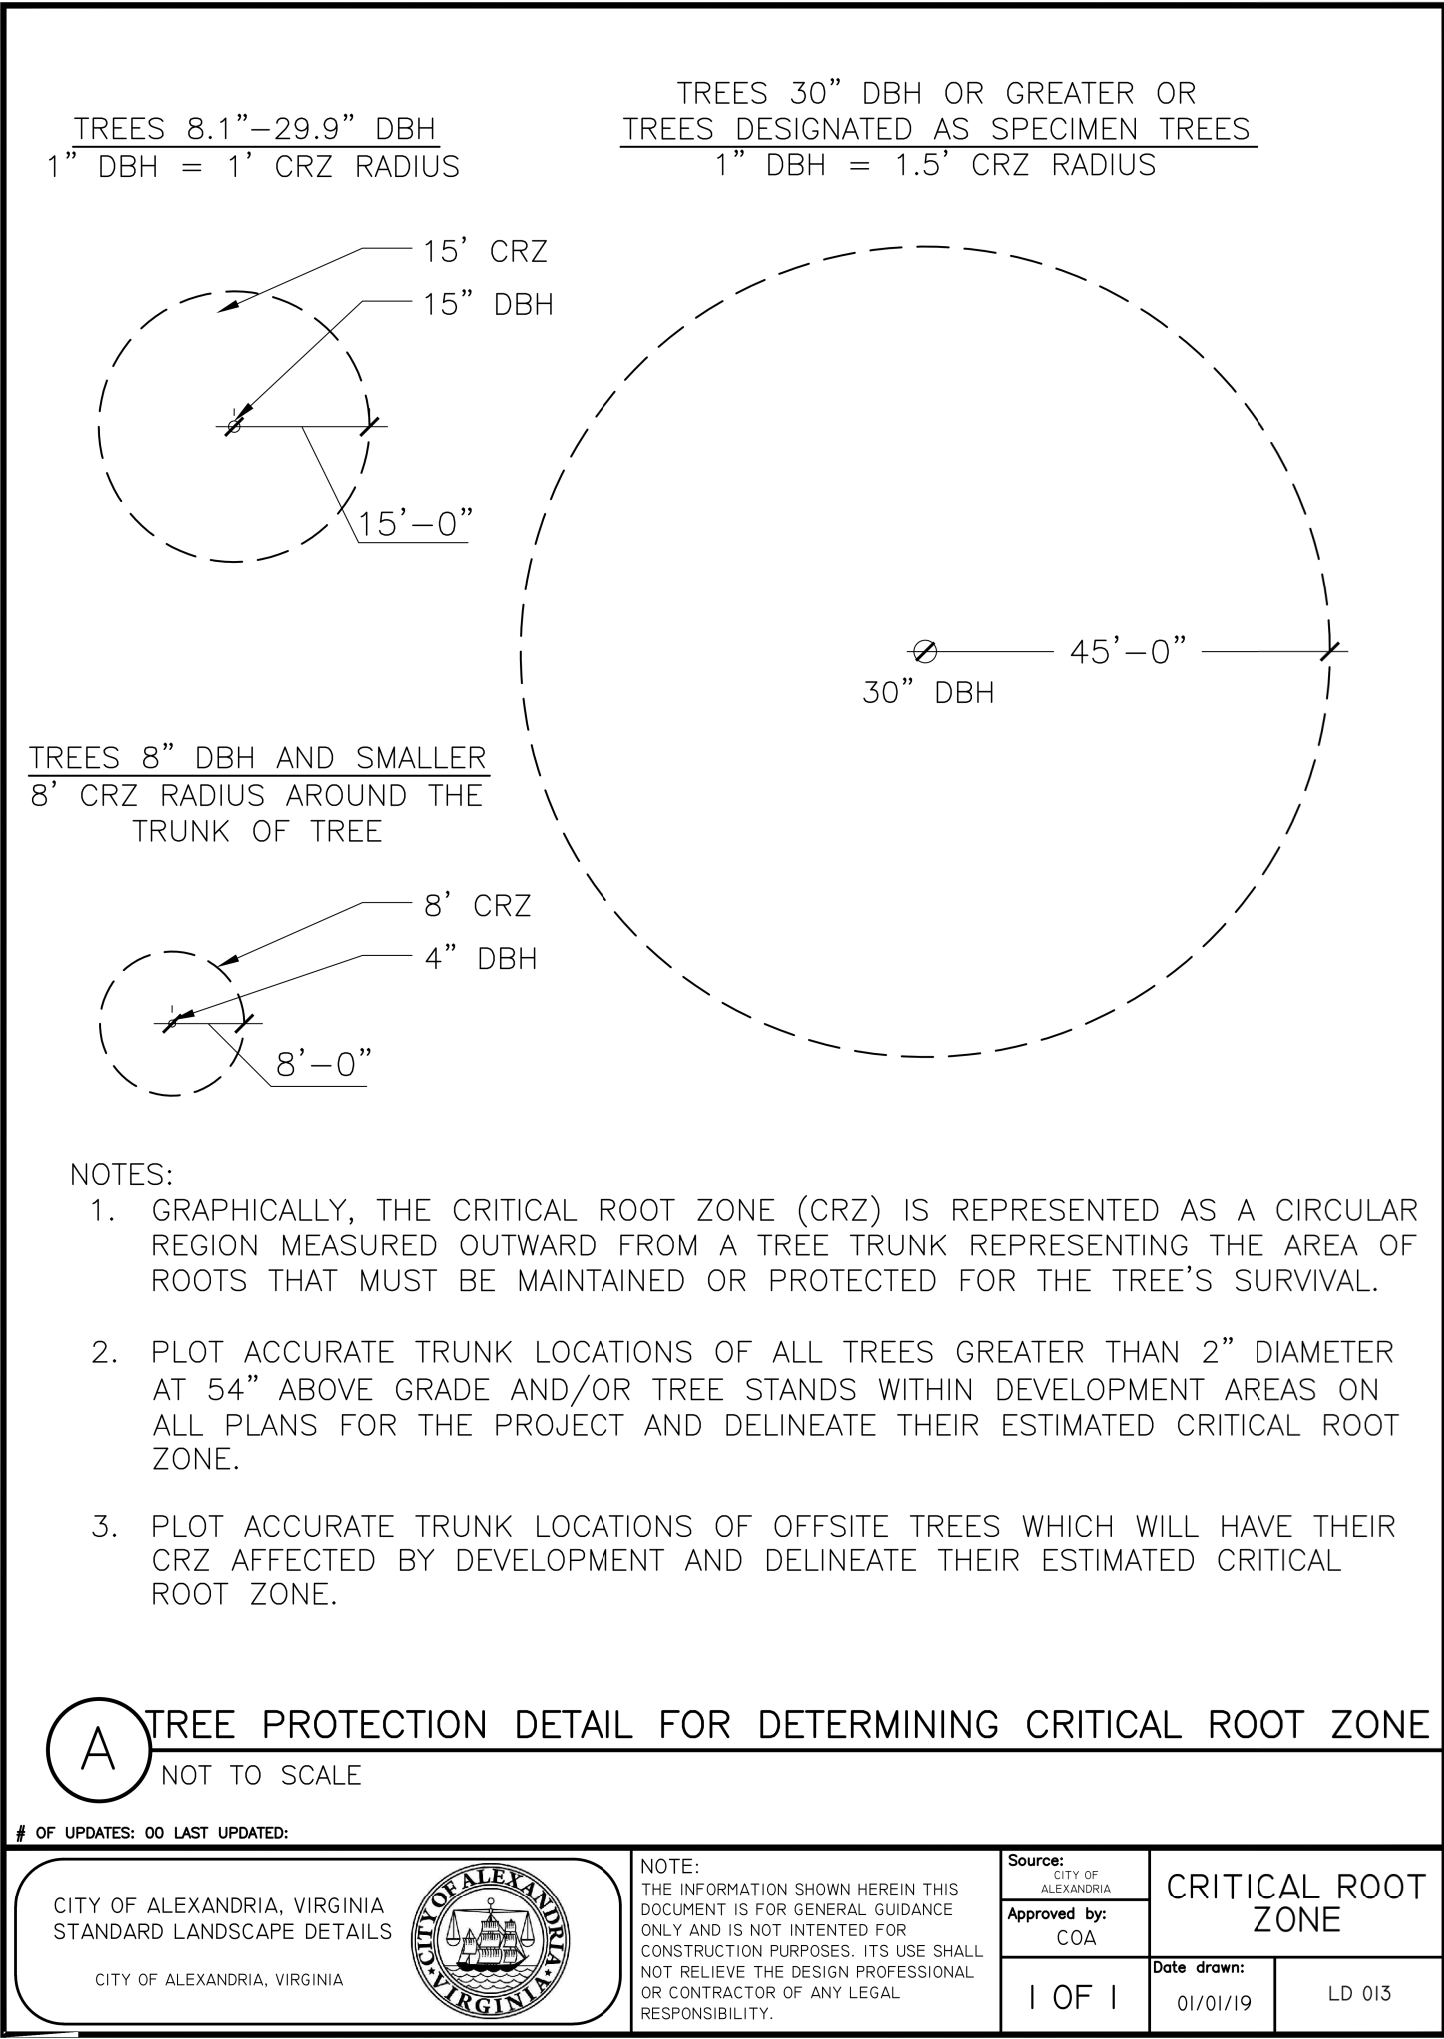 TREES 8.1"-29.9" DBH
1" DBH = 1' CRZ RADIUS
TREES 30" DBH OR GREATER OR
TREES DESIGNATED AS SPECIMEN TREES
1" DBH = 1.5' CRZ RADIUS
15' CRZ
15" DBH
15'-0"
45'-0"
30" DBH
TREES 8" DBH AND SMALLER
8' CRZ RADIUS AROUND THE
TRUNK OF TREE
8' CRZ
4" DBH
8'-0"
NOTES:
1. GRAPHICALLY, THE CRITICAL ROOT ZONE (CRZ) IS REPRESENTED AS A CIRCULAR
REGION MEASURED OUTWARD FROM A TREE TRUNK REPRESENTING THE AREA OF
ROOTS THAT MUST BE MAINTAINED OR PROTECTED FOR THE TREE'S SURVIVAL.
2. PLOT ACCURATE TRUNK LOCATIONS OF ALL TREES GREATER THAN 2" DIAMETER
AT 54" ABOVE GRADE AND/OR TREE STANDS WITHIN DEVELOPMENT AREAS ON
ALL PLANS FOR THE PROJECT AND DELINEATE THEIR ESTIMATED CRITICAL ROOT
ZONE.
3. PLOT ACCURATE TRUNK LOCATIONS OF OFFSITE TREES WHICH WILL HAVE THEIR
CRZ AFFECTED BY DEVELOPMENT AND DELINEATE THEIR ESTIMATED CRITICAL
ROOT ZONE.
A
TREE PROTECTION DETAIL FOR DETERMINING CRITICAL ROOT ZONE
NOT TO SCALE
# OF UPDATES: 00 LAST UPDATED:
CITY OF ALEXANDRIA, VIRGINIA
STANDARD LANDSCAPE DETAILS
CITY OF ALEXANDRIA, VIRGINIA
CITY OF ALEXANDRIA
VIRGINIA
NOTE:
THE INFORMATION SHOWN HEREIN THIS
DOCUMENT IS FOR GENERAL GUIDANCE
ONLY AND IS NOT INTENTED FOR
CONSTRUCTION PURPOSES. ITS USE SHALL
NOT RELIEVE THE DESIGN PROFESSIONAL
OR CONTRACTOR OF ANY LEGAL
RESPONSIBILITY.
Source:
CITY OF
ALEXANDRIA
Approved by:
COA
1 OF 1
CRITICAL ROOT
ZONE
Date drawn:
01/01/19
LD 013